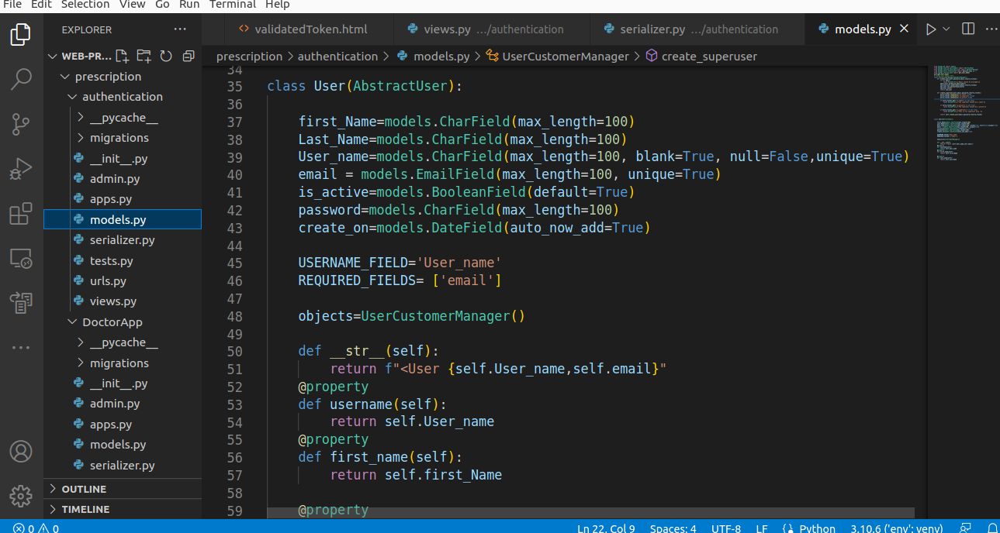 File Edit Selection View Go Run Terminal Help
EXPLORER ...
validatedToken.html
views.py .../authentication
serializer.py .../authentication
models.py
WEB-PR...
prescription > authentication > models.py > UserCustomerManager > create_superuser
prescription
authentication
__pycache__
migrations
__init__.py
admin.py
apps.py
models.py
serializer.py
tests.py
urls.py
views.py
DoctorApp
__pycache__
migrations
__init__.py
admin.py
apps.py
models.py
serializer.py
OUTLINE
TIMELINE
34
35 class User(AbstractUser):
36
37 first_Name=models.CharField(max_length=100)
38 Last_Name=models.CharField(max_length=100)
39 User_name=models.CharField(max_length=100, blank=True, null=False,unique=True)
40 email = models.EmailField(max_length=100, unique=True)
41 is_active=models.BooleanField(default=True)
42 password=models.CharField(max_length=100)
43 create_on=models.DateField(auto_now_add=True)
44
45 USERNAME_FIELD='User_name'
46 REQUIRED_FIELDS= ['email']
47
48 objects=UserCustomerManager()
49
50 def __str__(self):
51 return f"<User {self.User_name,self.email}"
52 @property
53 def username(self):
54 return self.User_name
55 @property
56 def first_name(self):
57 return self.first_Name
58
59 @property
0 0 Ln 22, Col 9 Spaces: 4 UTF-8 LF {} Python 3.10.6 ('env': venv)